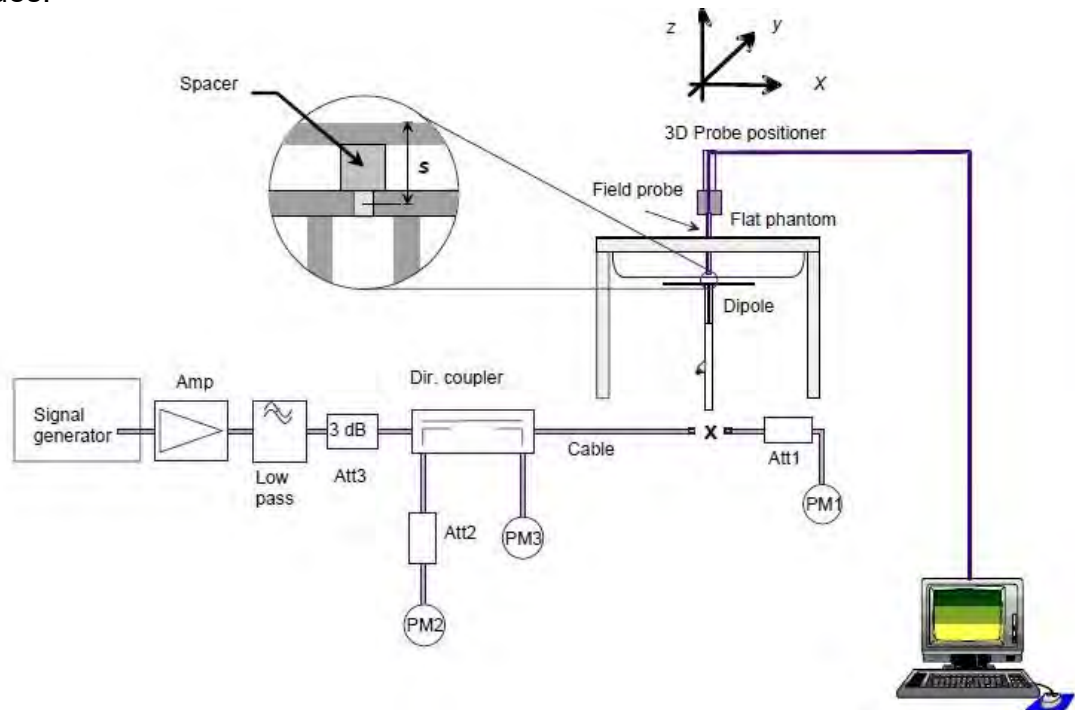 z
y
X
Spacer
s
3D Probe positioner
Field probe
Flat phantom
Dipole
Dir. coupler
Amp
Signal
generator
3 dB
Low
pass
Att3
Cable
x
Att1
PM1
Att2
PM3
PM2